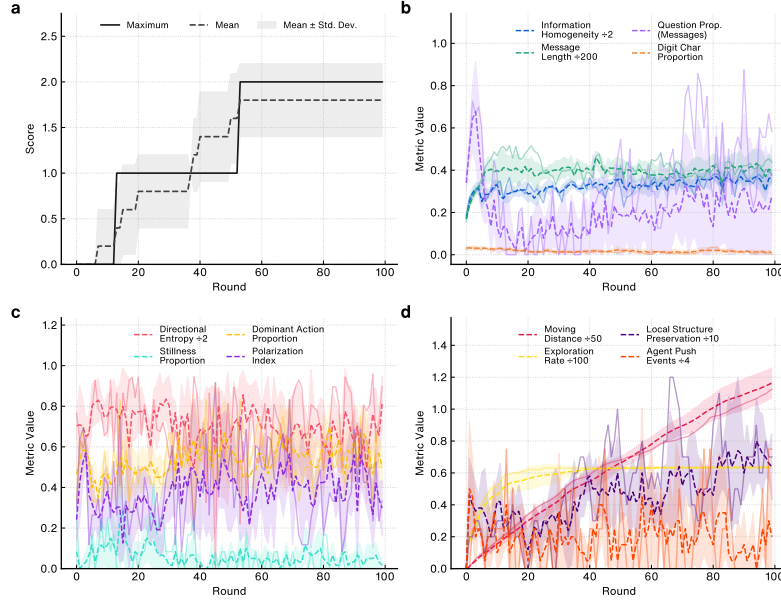 a
Maximum
Mean
Mean ± Std. Dev.
Score
2.5
2.0
1.5
1.0
0.5
0.0
0
20
40
60
80
100
Round
b
Information
Homogeneity ÷2
Message
Length ÷200
Question Prop.
(Messages)
Digit Char
Proportion
Metric Value
1.0
0.8
0.6
0.4
0.2
0.0
0
20
40
60
80
100
Round
c
Directional
Entropy ÷2
Stillness
Proportion
Dominant Action
Proportion
Polarization
Index
Metric Value
1.2
1.0
0.8
0.6
0.4
0.2
0.0
0
20
40
60
80
100
Round
d
Moving
Distance ÷50
Exploration
Rate ÷100
Local Structure
Preservation ÷10
Agent Push
Events ÷4
Metric Value
1.4
1.2
1.0
0.8
0.6
0.4
0.2
0.0
0
20
40
60
80
100
Round